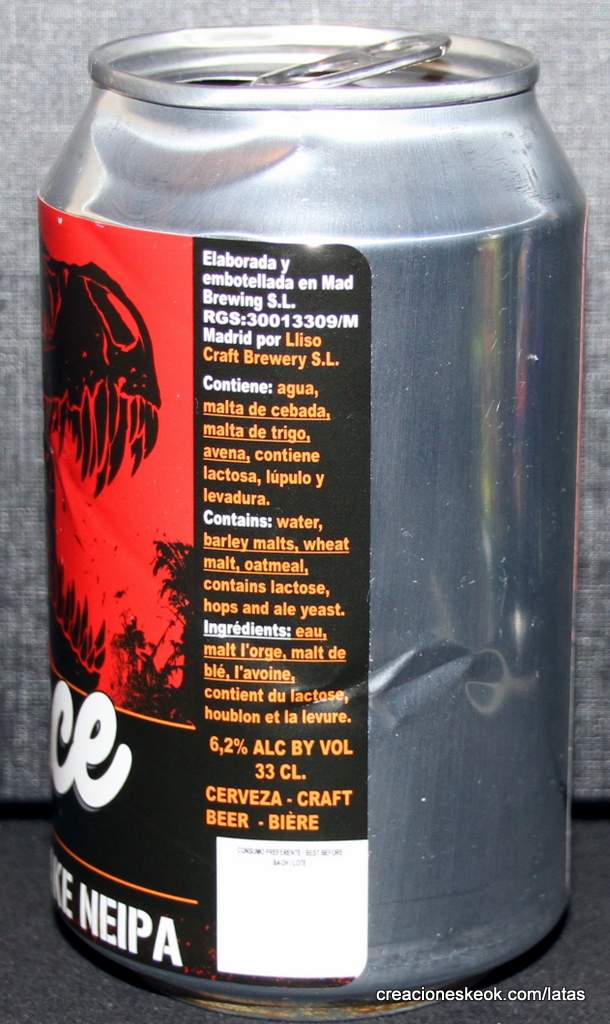 Elaborada y
embotellada en Mad
Brewing S.L.
RGS:30013309/M
Madrid por Lliso
Craft Brewery S.L.
Contiene: agua,
malta de cebada,
malta de trigo,
avena, contiene
lactosa, lúpulo y
levadura.
Contains: water,
barley malts, wheat
malt, oatmeal,
contains lactose,
hops and ale yeast.
Ingrédients: eau,
malt l'orge, malt de
blé, l'avoine,
contient du lactose,
houblon et la levure.
6,2% ALC BY VOL
33 CL.
CERVEZA - CRAFT
BEER - BIÈRE
CONSUMO PREFERENTE / BEST BEFORE
BACH / LOTE
ce
KE NEIPA
creacioneskeok.com/latas